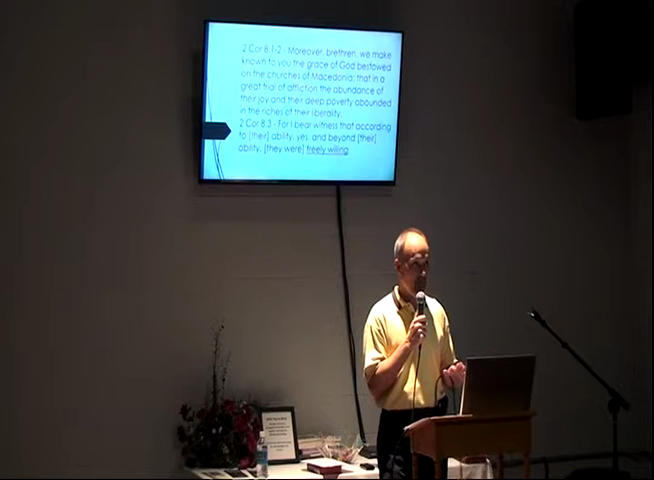 2 Cor 8:1-2 - Moreover, brethren, we make
known to you the grace of God bestowed
on the churches of Macedonia: that in a
great trial of affliction the abundance of
their joy and their deep poverty abounded
in the riches of their liberality.
2 Cor 8:3 - For I bear witness that according
to [their] ability, yes, and beyond [their]
ability, [they were] freely willing,